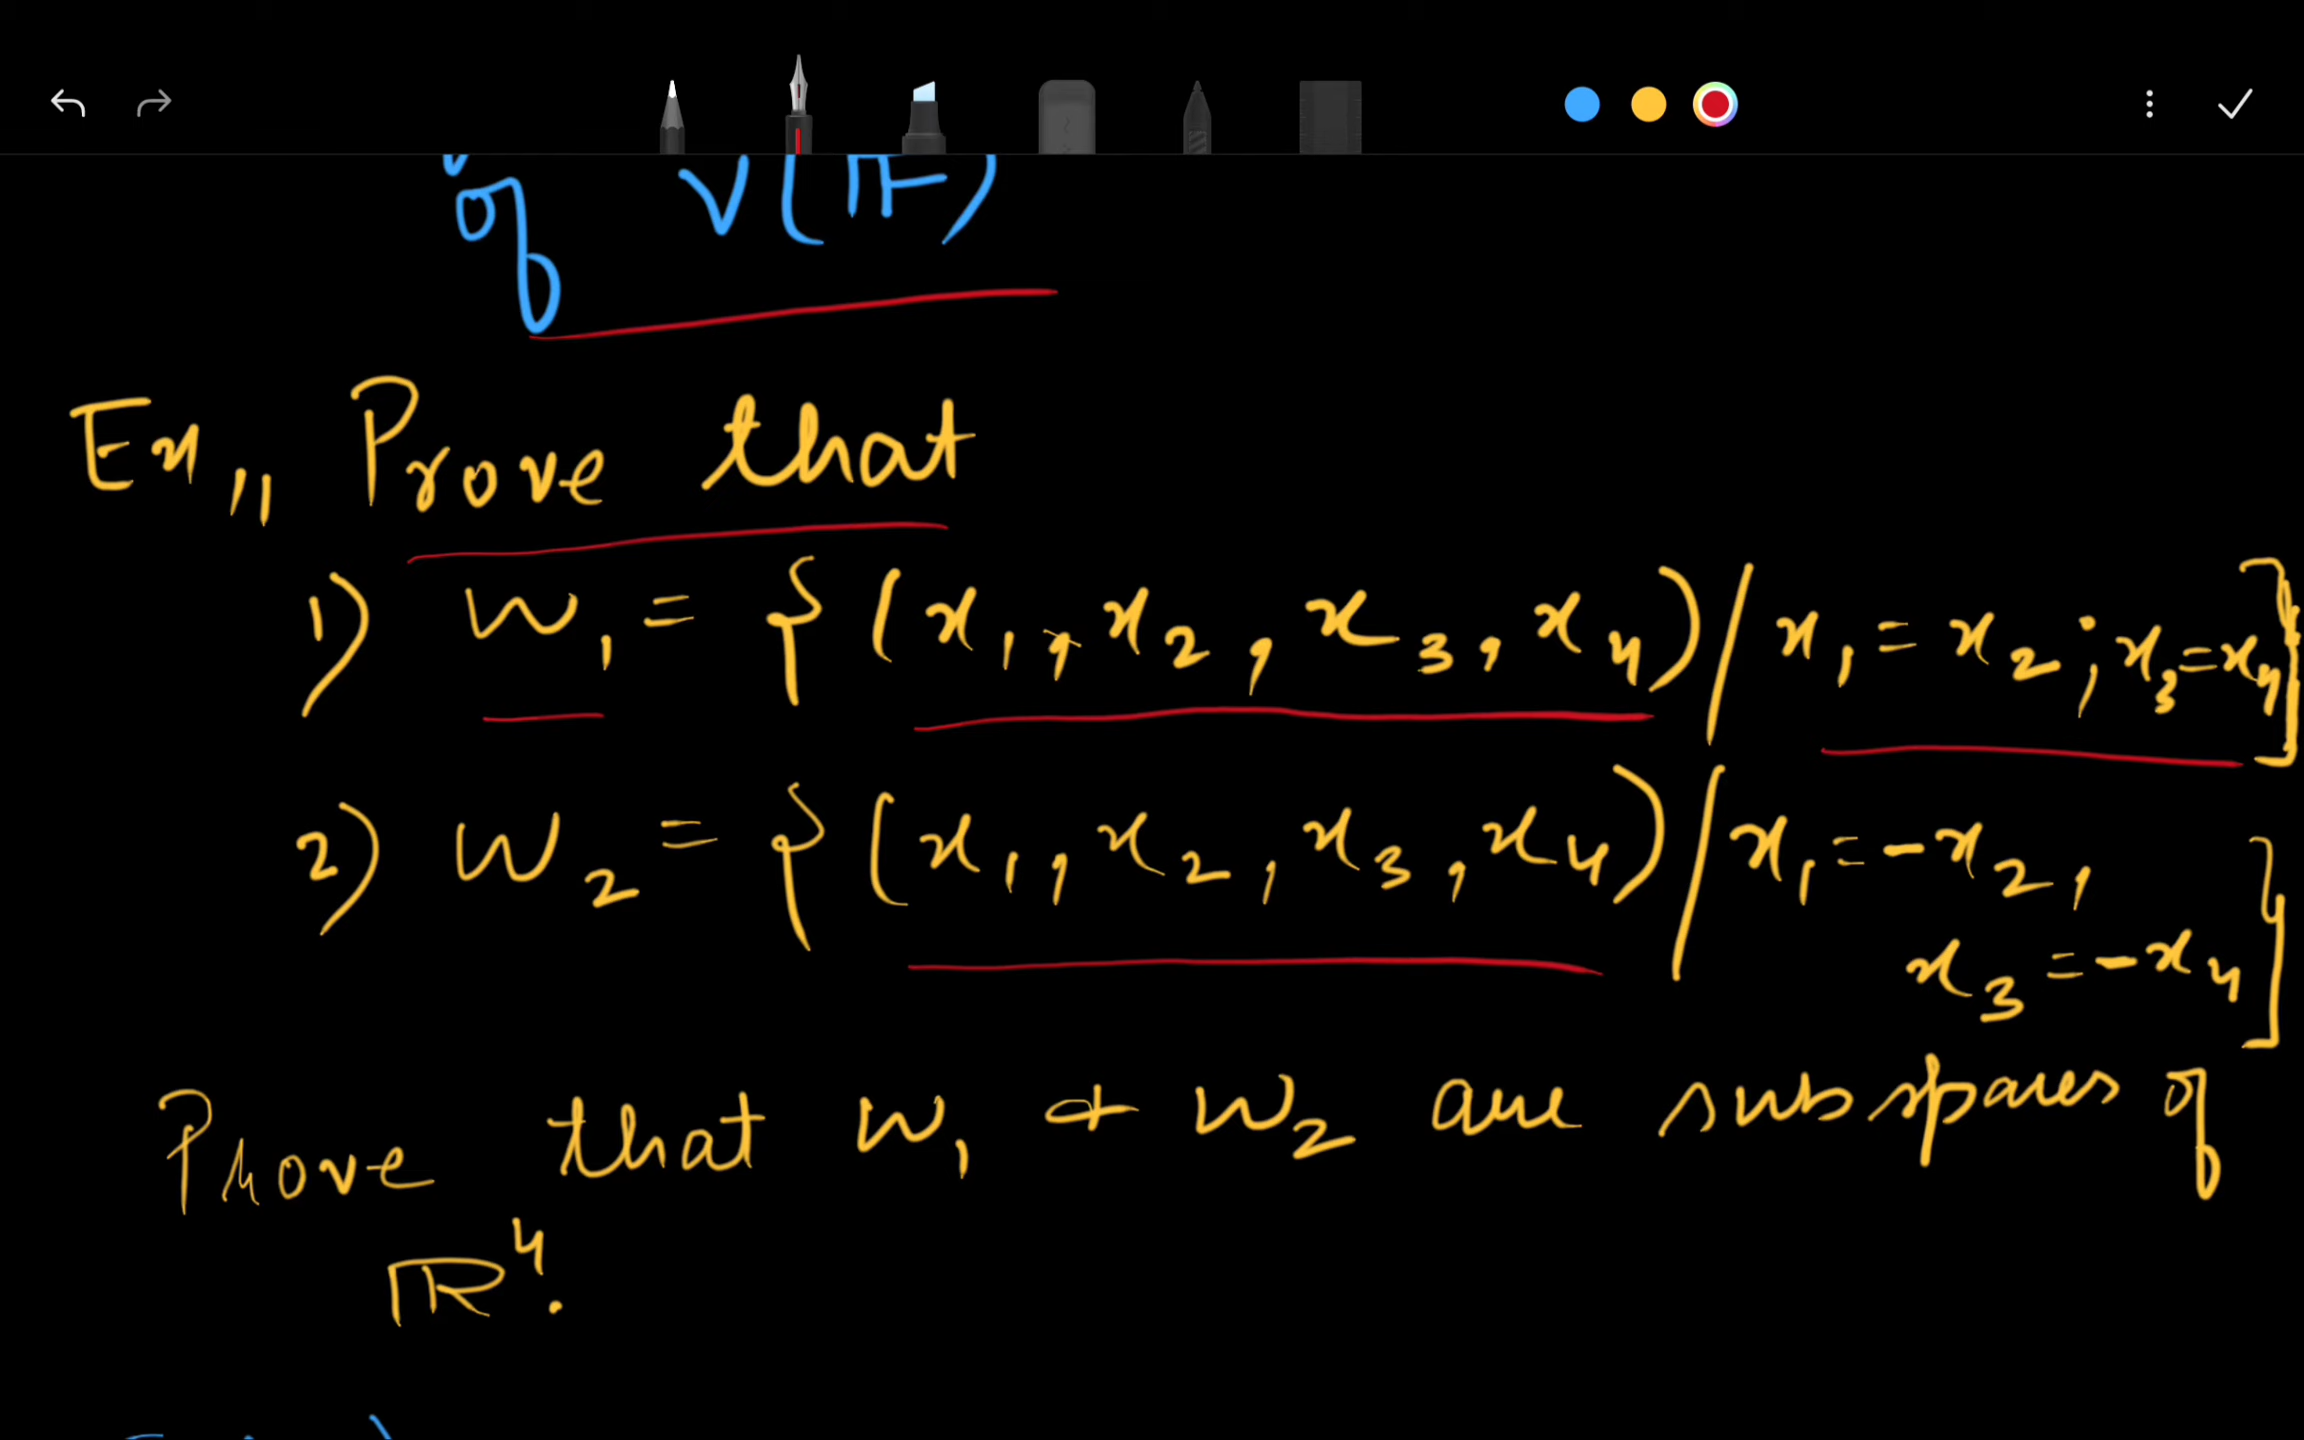 of V(F)
Ex,, Prove that
1) W₁ = {(x₁, x₂, x₃, x₄) / x₁ = x₂; x₃ = x₄}
2) W₂ = {(x₁, x₂, x₃, x₄) / x₁ = -x₂,
x₃ = -x₄}
Prove that W₁ & W₂ are subspaces of
ℝ⁴.